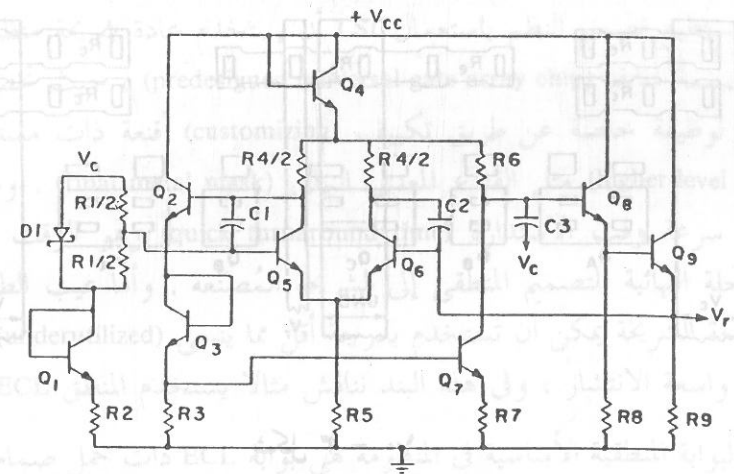 + Vcc
Q4
Vc
R1/2
D1
R1/2
Q2
C1
R4/2
R4/2
R6
C2
C3
Vc
Q8
Q9
Q5
Q6
Vr
Q1
Q3
Q7
R2
R3
R5
R7
R8
R9